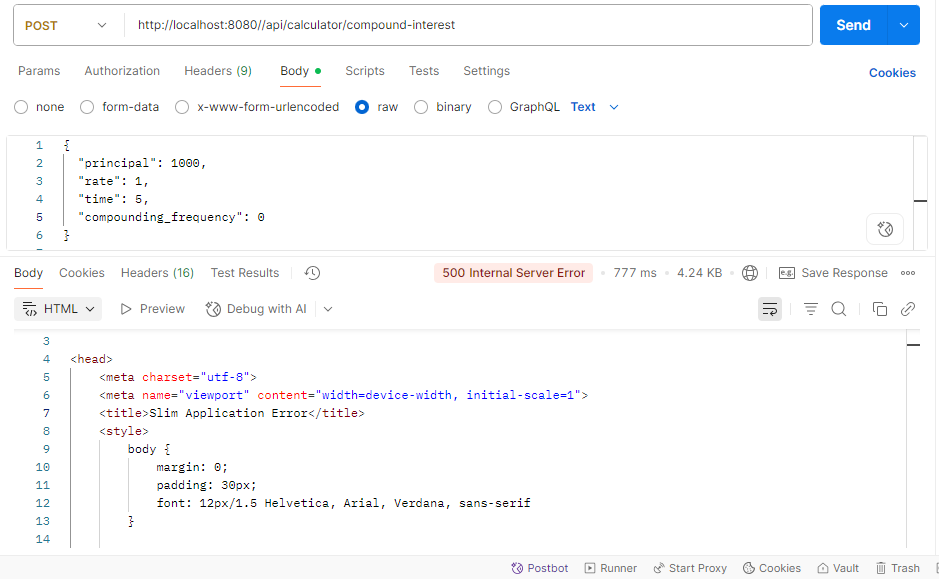 POST http://localhost:8080//api/calculator/compound-interest Send
Params Authorization Headers (9) Body Scripts Tests Settings Cookies
none form-data x-www-form-urlencoded raw binary GraphQL Text
1 {
2 "principal": 1000,
3 "rate": 1,
4 "time": 5,
5 "compounding_frequency": 0
6 }
Body Cookies Headers (16) Test Results 500 Internal Server Error 777 ms 4.24 KB e.g. Save Response
HTML Preview Debug with AI
3
4 <head>
5 <meta charset="utf-8">
6 <meta name="viewport" content="width=device-width, initial-scale=1">
7 <title>Slim Application Error</title>
8 <style>
9 body {
10 margin: 0;
11 padding: 30px;
12 font: 12px/1.5 Helvetica, Arial, Verdana, sans-serif
13 }
14
Postbot Runner Start Proxy Cookies Vault Trash